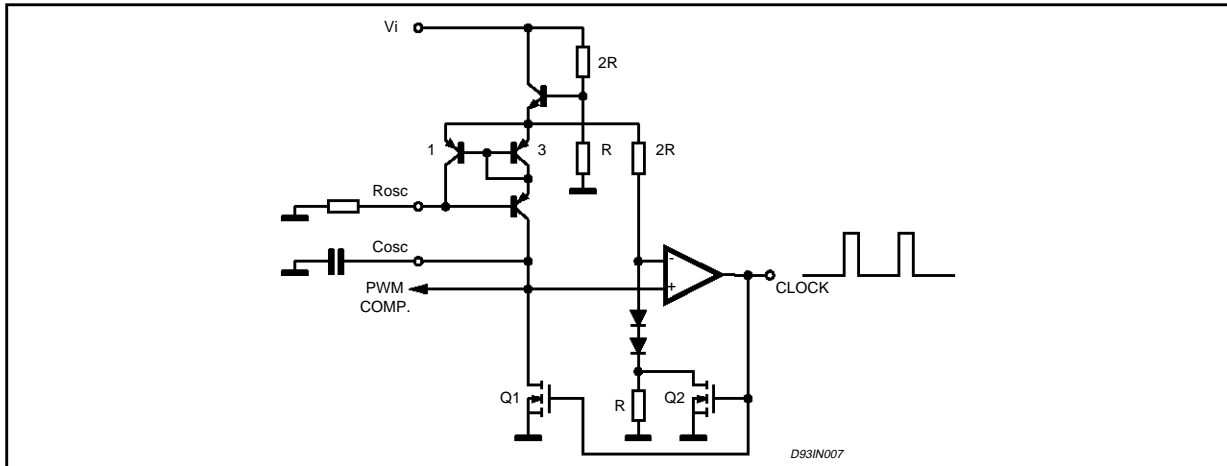 Vi
2R
1
3
R
2R
Rosc
Cosc
-
+
PWM
COMP.
CLOCK
Q1
R
Q2
D93IN007